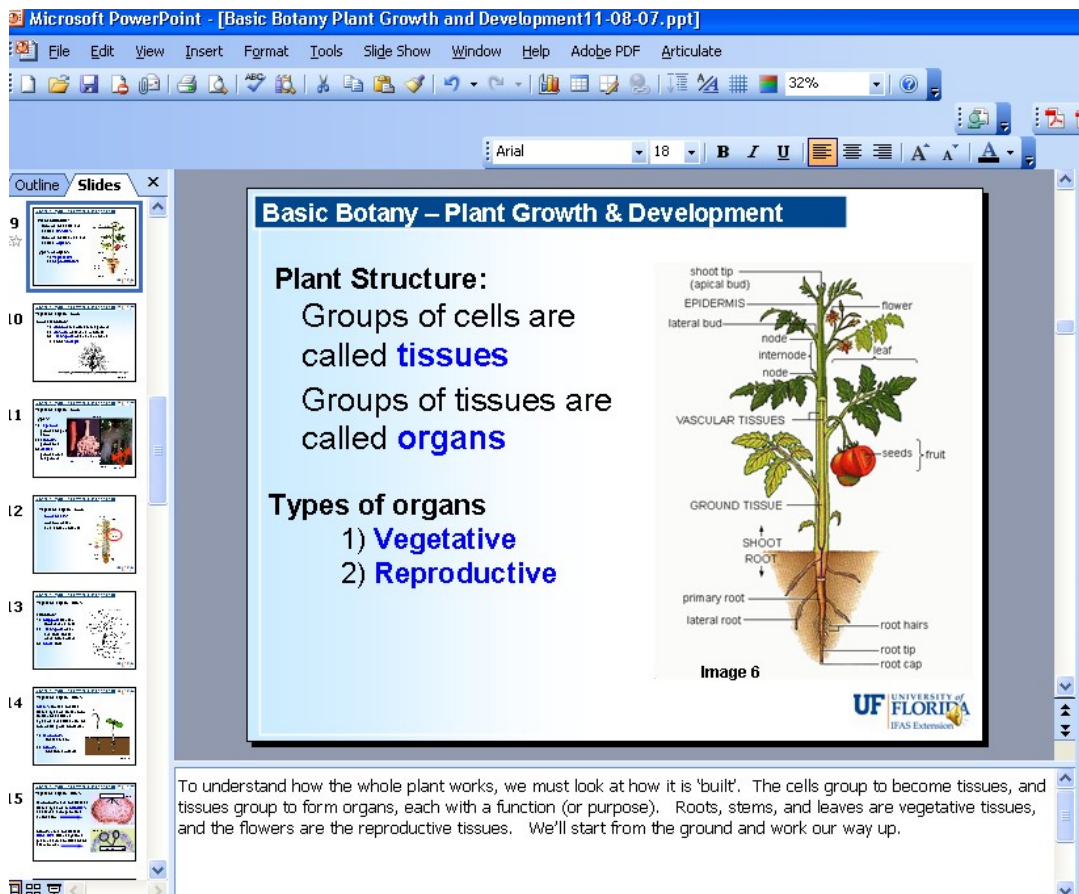 Microsoft PowerPoint - [Basic Botany Plant Growth and Development11-08-07.ppt]
File Edit View Insert Format Tools Slide Show Window Help Adobe PDF Articulate
32%
Arial 18 B I U
Outline Slides
9
10
11
12
13
14
15
Basic Botany – Plant Growth & Development
Plant Structure:
Groups of cells are
called tissues
Groups of tissues are
called organs
Types of organs
1) Vegetative
2) Reproductive
shoot tip
(apical bud)
EPIDERMIS
flower
lateral bud
node
internode
leaf
node
VASCULAR TISSUES
seeds
fruit
GROUND TISSUE
SHOOT
ROOT
primary root
lateral root
root hairs
root tip
root cap
Image 6
UF UNIVERSITY of
FLORIDA
IFAS Extension
To understand how the whole plant works, we must look at how it is 'built'. The cells group to become tissues, and
tissues group to form organs, each with a function (or purpose). Roots, stems, and leaves are vegetative tissues,
and the flowers are the reproductive tissues. We'll start from the ground and work our way up.